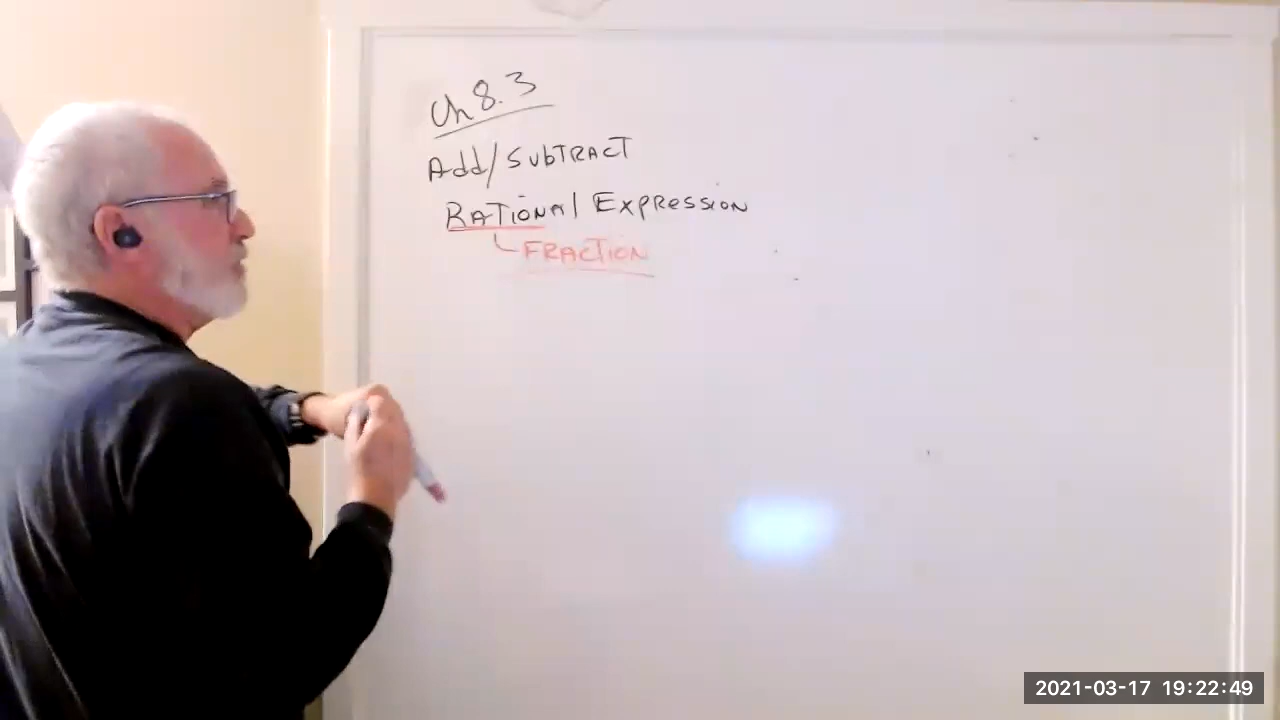 Ch 8.3
Add/SubTRACT
RATional Expression
FRACTION
2021-03-17 19:22:49